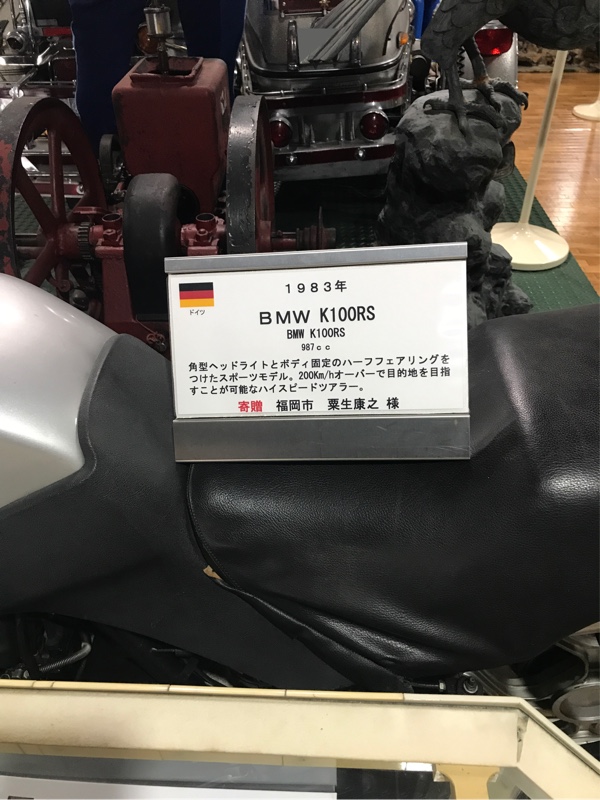 1983年
ドイツ
BMW K100RS
BMW K100RS
987cc
角型ヘッドライトとボディ固定のハーフフェアリングを
つけたスポーツモデル。200Km/hオーバーで目的地を目指
すことが可能なハイスピードツアラー。
寄贈 福岡市 粟生康之 様